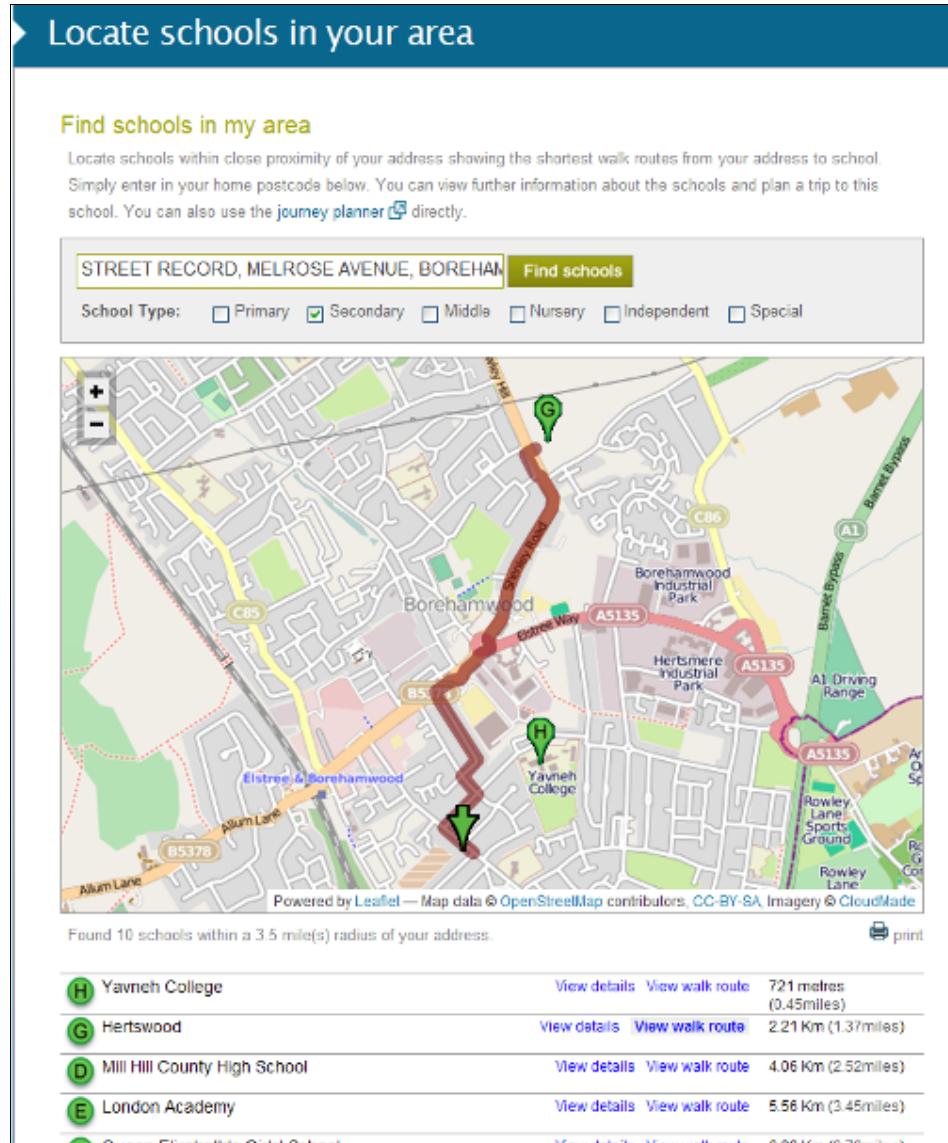 Locate schools in your area
Find schools in my area
Locate schools within close proximity of your address showing the shortest walk routes from your address to school.
Simply enter in your home postcode below. You can view further information about the schools and plan a trip to this
school. You can also use the journey planner directly.
STREET RECORD, MELROSE AVENUE, BOREHAM
Find schools
School Type: Primary Secondary Middle Nursery Independent Special
+
−
G
Shenley Road
Barnet Bypass
C86
A1
Borehamwood
Industrial
Park
Barnet Bypass
C85
Borehamwood
Elstree Way
A5135
Hertsmere
Industrial
Park
A5135
A1 Driving
Range
H
A5135
Yavneh
College
Elstree & Borehamwood
Rowley
Lane
Sports
Ground
Allum Lane
B5378
Rowley
Lane
Allum Lane
Powered by Leaflet — Map data © OpenStreetMap contributors, CC-BY-SA, Imagery © CloudMade
Found 10 schools within a 3.5 mile(s) radius of your address.
print
H Yavneh College View details View walk route 721 metres
(0.45miles)
G Hertswood View details View walk route 2.21 Km (1.37miles)
D Mill Hill County High School View details View walk route 4.06 Km (2.52miles)
E London Academy View details View walk route 5.56 Km (3.45miles)